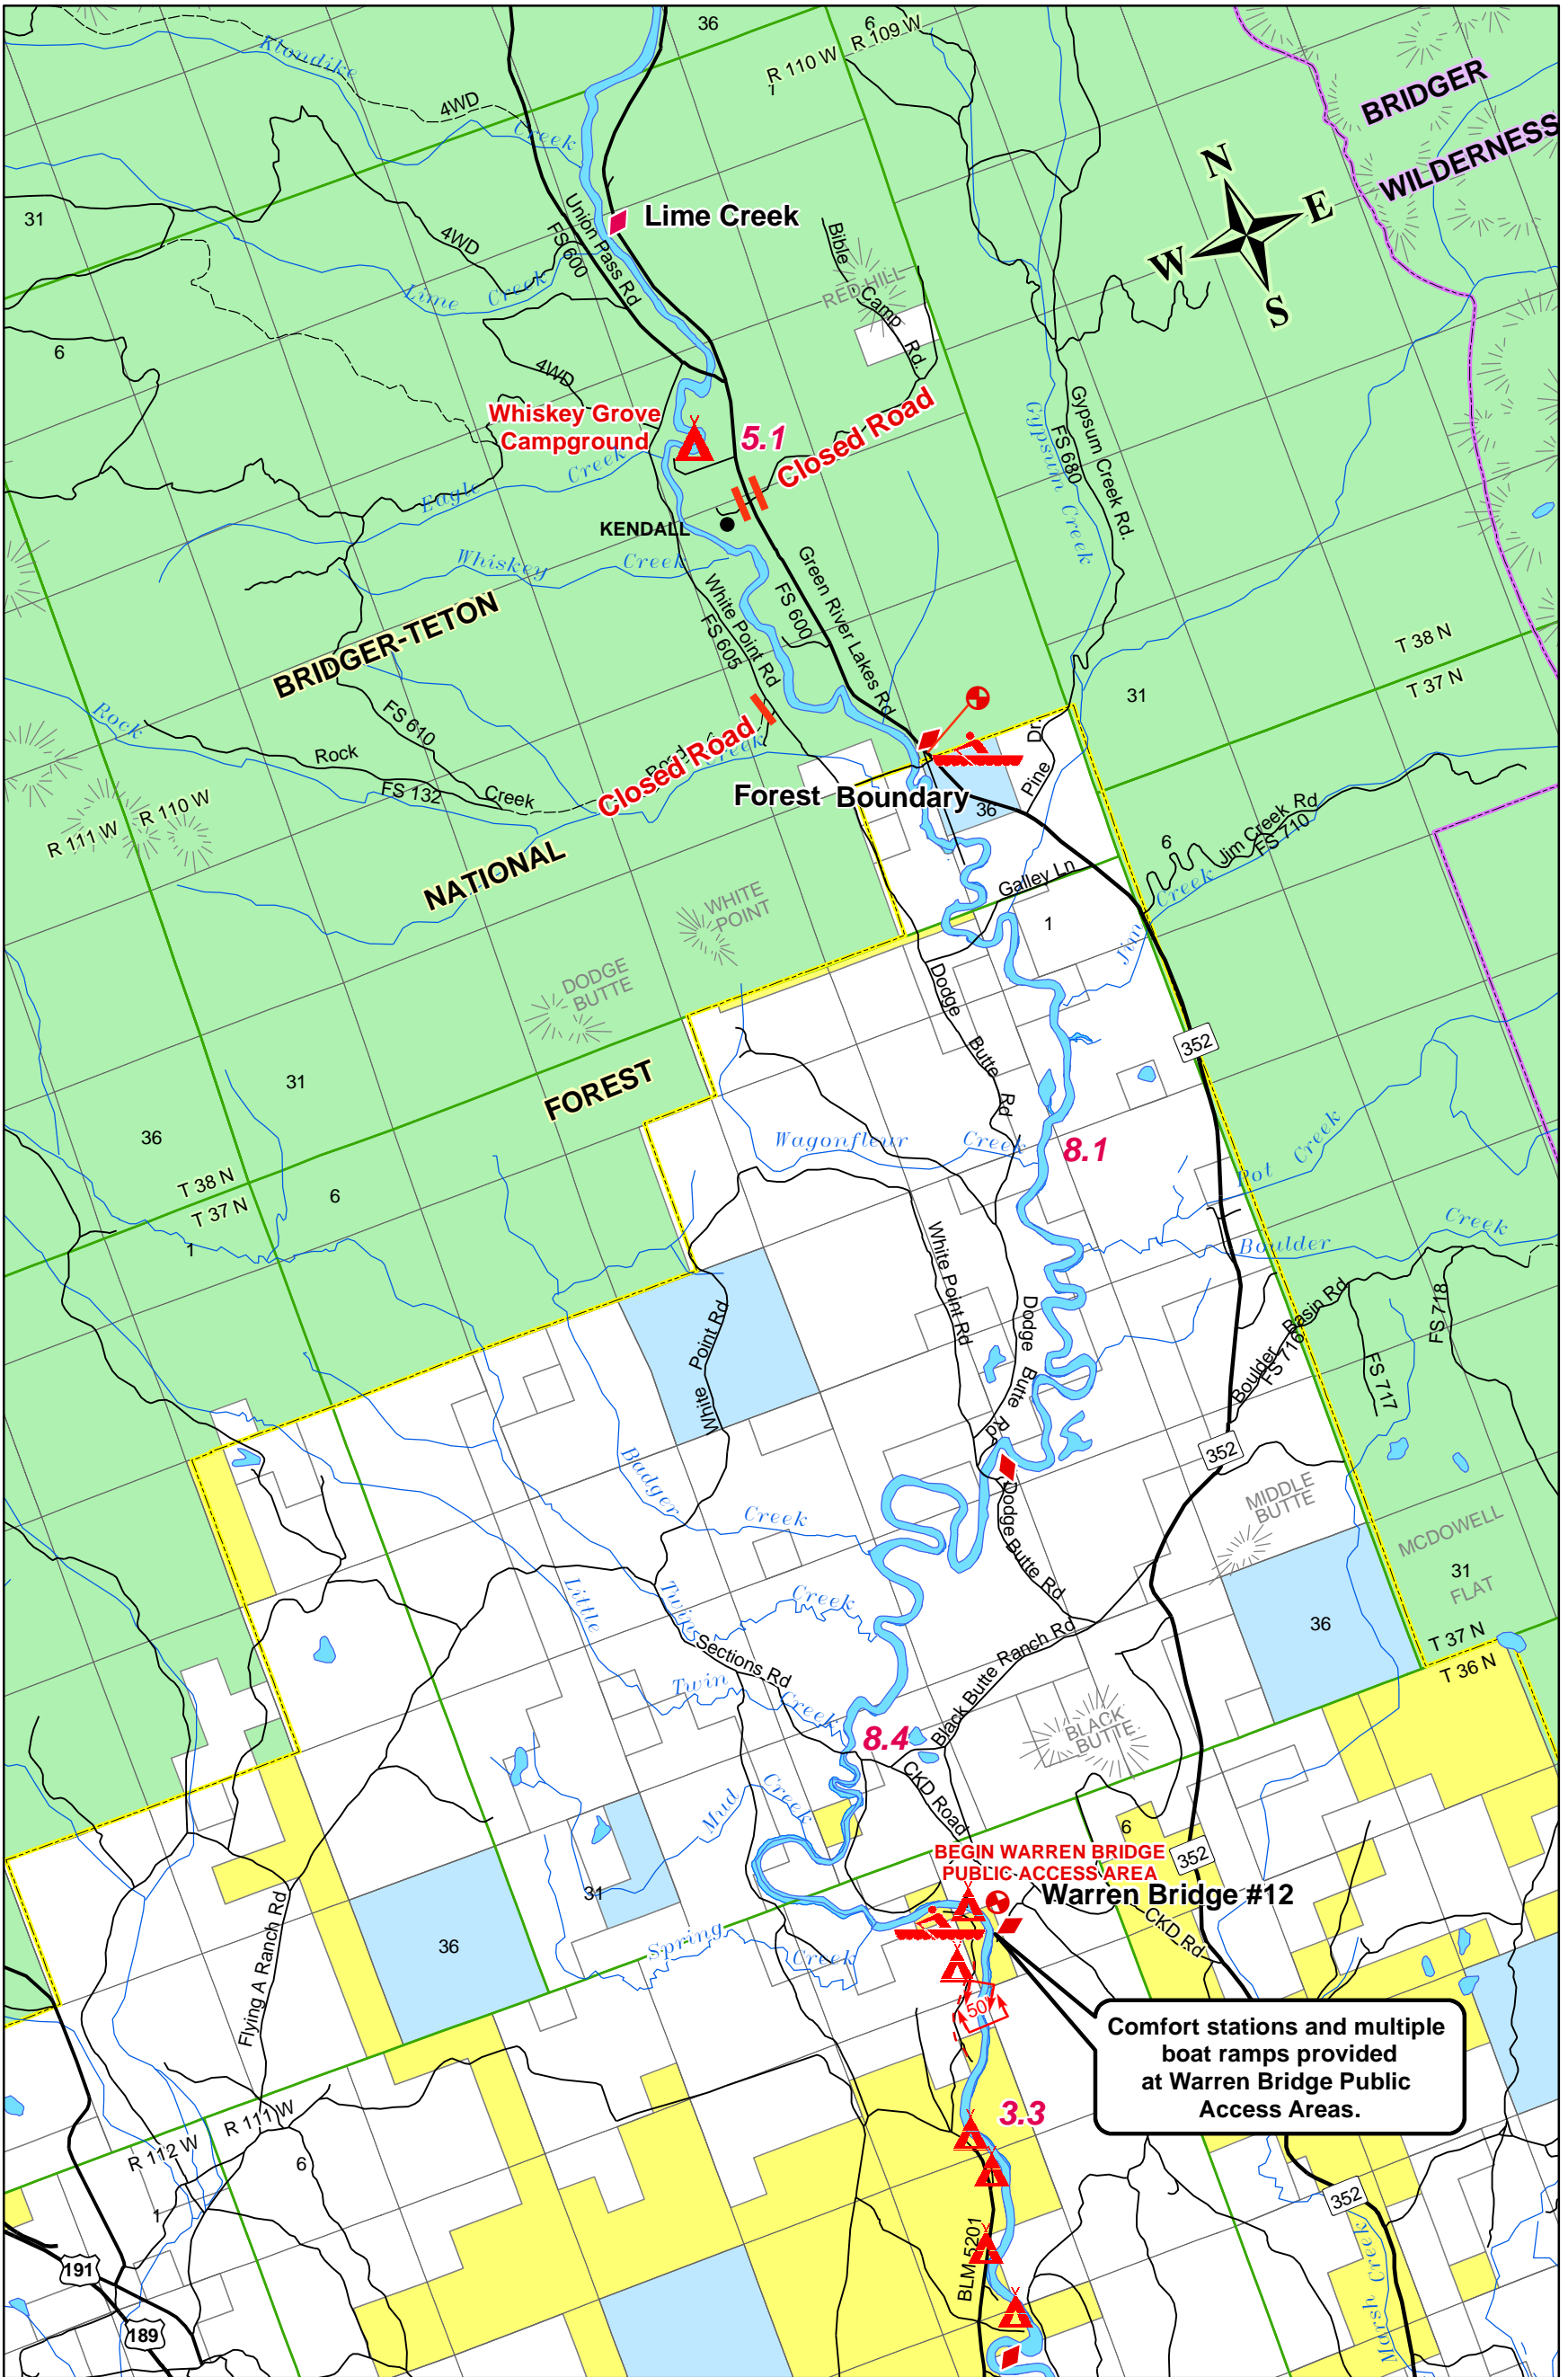 36
6
R 109 W
R 110 W
1
Klondike
4WD
Creek
BRIDGER
WILDERNESS
N
E
W
S
31
Lime Creek
Union Pass Rd
FS 600
4WD
Lime Creek
Bible Camp Rd.
RED HILL
6
4WD
Whiskey Grove
Campground
5.1
Closed Road
Gypsum Creek Rd.
FS 680
Gypsum Creek
Eagle Creek
KENDALL
Whiskey Creek
Green River Lakes Rd
FS 600
White Point Rd
FS 605
BRIDGER-TETON
T 38 N
T 37 N
31
Rock
FS 610
Rock
Creek
FS 132
Road
Creek
Closed Road
Pine Dr.
Forest Boundary
36
R 110 W
R 111 W
6
Jim Creek Rd
FS 710
Jim Creek
Galley Ln
NATIONAL
WHITE
POINT
1
DODGE
BUTTE
Dodge Butte Rd
352
31
FOREST
36
Wagonfleur Creek
8.1
Pot Creek
T 38 N
T 37 N
6
1
Boulder Creek
White Point Rd
Dodge Butte Rd
White Point Rd
Boulder Basin Rd
FS 716
FS 718
FS 717
352
Badger Creek
MIDDLE
BUTTE
MCDOWELL
FLAT
31
Dodge Butte Rd
Little Twin Creek
Twin Creek
Sections Rd
Black Butte Ranch Rd
36
T 37 N
T 36 N
8.4
BLACK
BUTTE
CKD Road
Mud Creek
6
BEGIN WARREN BRIDGE
PUBLIC ACCESS AREA
352
Warren Bridge #12
31
36
CKD Rd
Spring Creek
Flying A Ranch Rd
50'
Comfort stations and multiple
boat ramps provided
at Warren Bridge Public
Access Areas.
3.3
R 111 W
R 112 W
6
1
352
BLM 5201
Marsh Creek
191
189